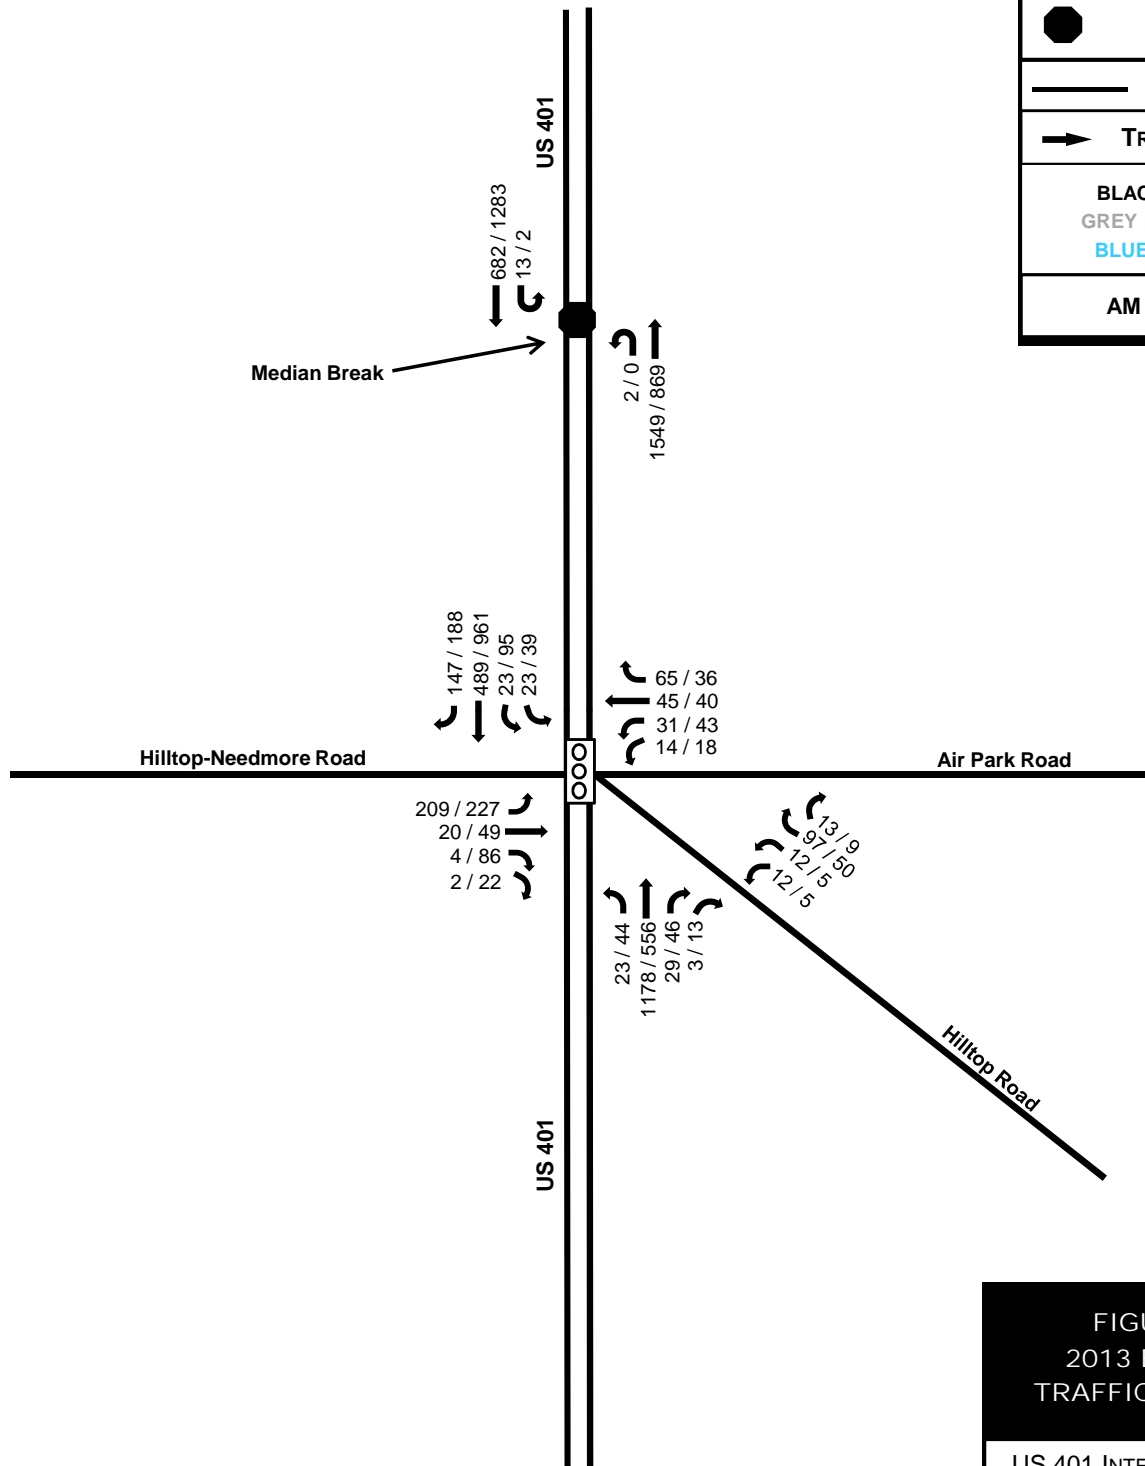 US 401
682 / 1283
13 / 2
Median Break
2 / 0
1549 / 869
BLAC
GREY
BLUE
AM
147 / 188
489 / 961
23 / 95
23 / 39
65 / 36
45 / 40
31 / 43
14 / 18
Hilltop-Needmore Road
Air Park Road
209 / 227
20 / 49
4 / 86
2 / 22
13 / 9
97 / 50
12 / 5
12 / 5
23 / 44
1178 / 556
29 / 46
3 / 13
Hilltop Road
US 401
FIGU
2013
TRAFFIC
US 401 INTE